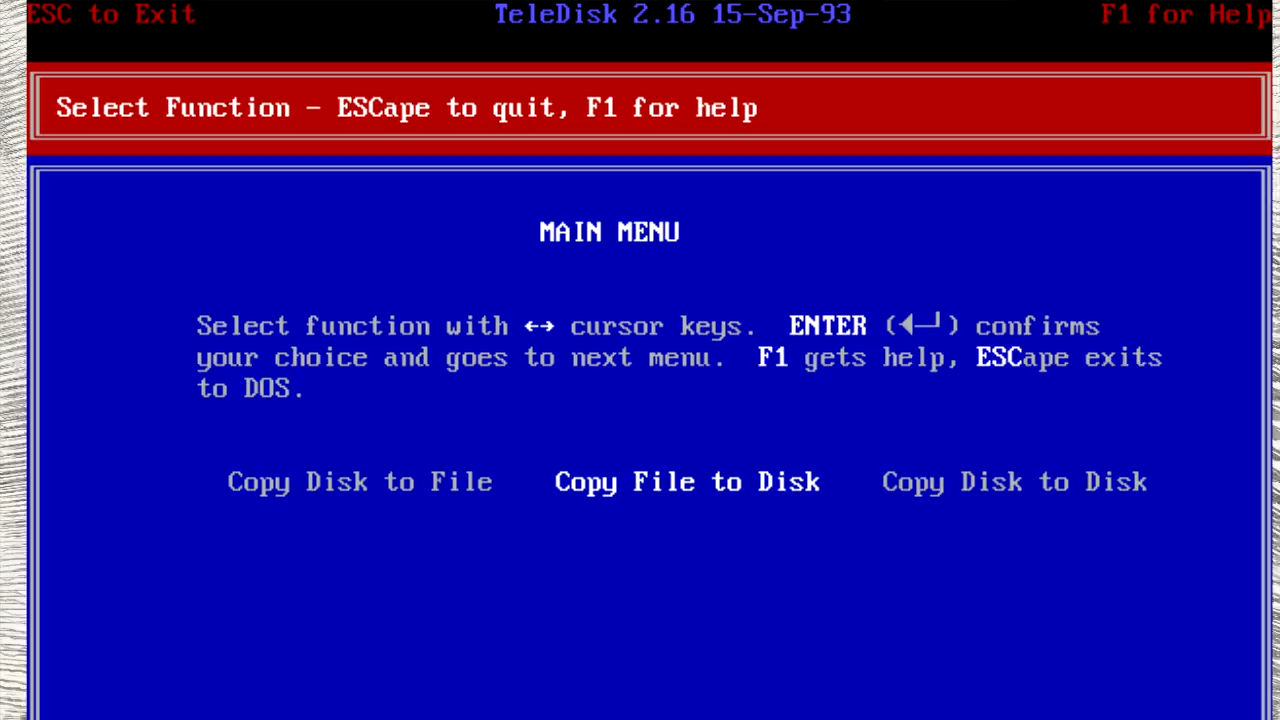 ESC to Exit TeleDisk 2.16 15-Sep-93 F1 for Help
Select Function - ESCape to quit, F1 for help
MAIN MENU
Select function with ↔ cursor keys. ENTER (◄─┘) confirms
your choice and goes to next menu. F1 gets help, ESCape exits
to DOS.
Copy Disk to File Copy File to Disk Copy Disk to Disk